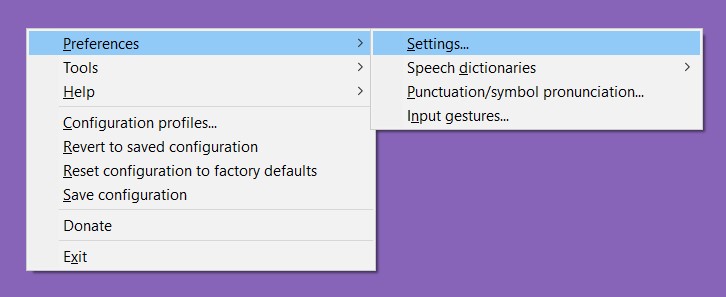 Preferences
Tools
Help
Configuration profiles...
Revert to saved configuration
Reset configuration to factory defaults
Save configuration
Donate
Exit
Settings...
Speech dictionaries
Punctuation/symbol pronunciation...
Input gestures...